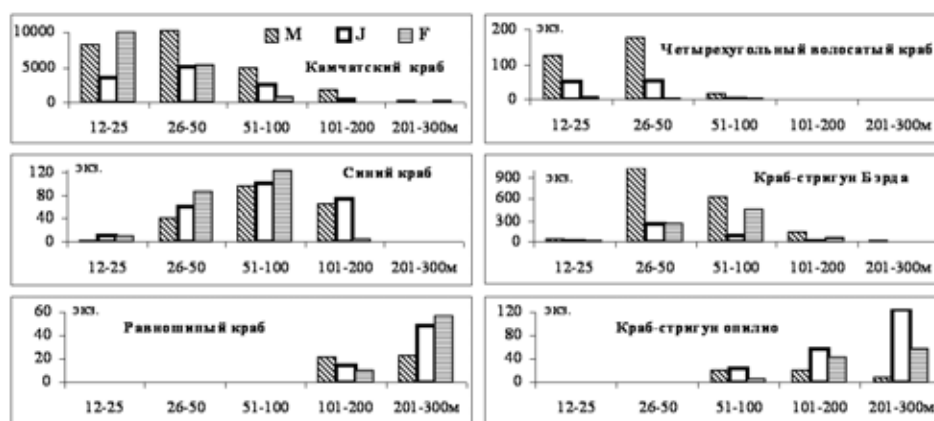 10000
5000
0
M J F
Камчатский краб
12-25 26-50 51-100 101-200 201-300м
200
100
0
экз.
Четырехугольный волосатый краб
12-25 26-50 51-100 101-200 201-300м
120
80
40
0
экз.
Синий краб
12-25 26-50 51-100 101-200 201-300м
900
600
300
0
экз.
Краб-стригун Бэрда
12-25 26-50 51-100 101-200 201-300м
60
40
20
0
экз.
Равношипый краб
12-25 26-50 51-100 101-200 201-300м
120
80
40
0
экз.
Краб-стригун опилио
12-25 26-50 51-100 101-200 201-300м